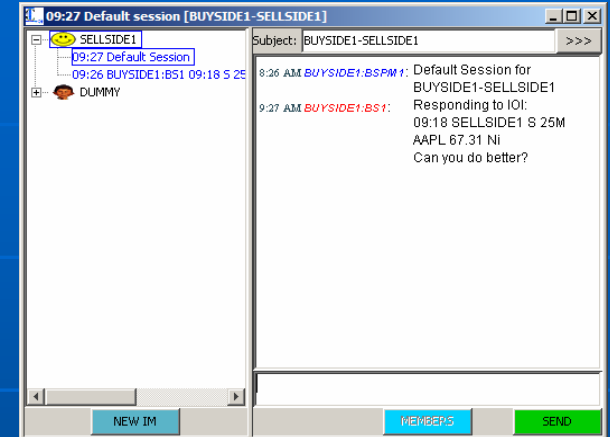 09:27 Default session [BUYSIDE1-SELLSIDE1]
SELLSIDE1
09:27 Default Session
09:26 BUYSIDE1:BS1 09:18 S 25
DUMMY
NEW IM
Subject: BUYSIDE1-SELLSIDE1 >>>
8:26 AM BUYSIDE1:BSPM1: Default Session for
BUYSIDE1-SELLSIDE1
9:27 AM BUYSIDE1:BS1: Responding to IOI:
09:18 SELLSIDE1 S 25M
AAPL 67.31 Ni
Can you do better?
MEMBERS SEND